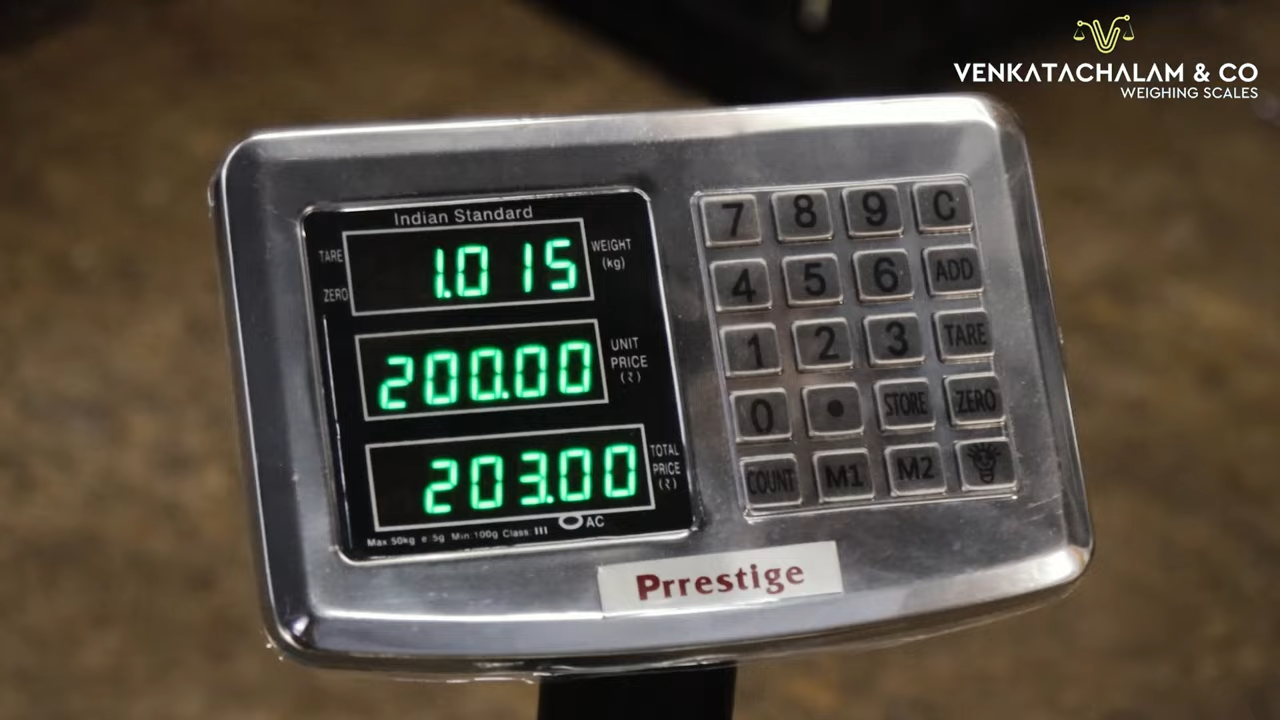 VENKATACHALAM & CO
WEIGHING SCALES
Indian Standard
TARE
ZERO
1.015
WEIGHT
(kg)
200.00
UNIT
PRICE
(₹)
203.00
TOTAL
PRICE
(₹)
AC
Max 50kg e:5g Min:100g Class: III
7 8 9 C
4 5 6 ADD
1 2 3 TARE
0 • STORE ZERO
COUNT M1 M2
Prrestige